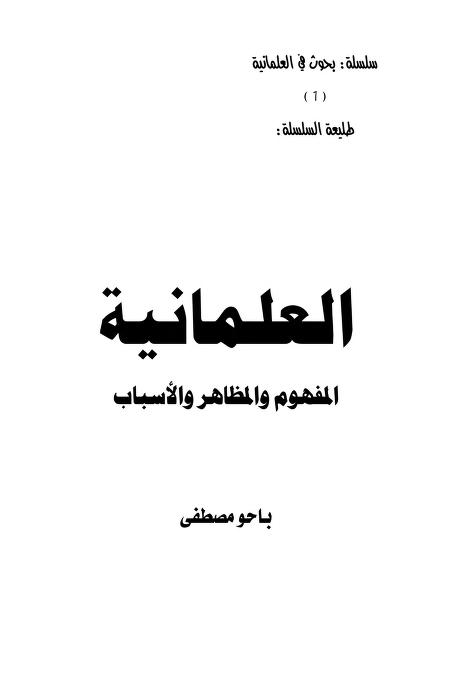 سلسلة: بحوث في العلمانية
(1)
طليعة السلسلة:
العلمانية
المفهوم والمظاهر والأسباب
باحو مصطفى